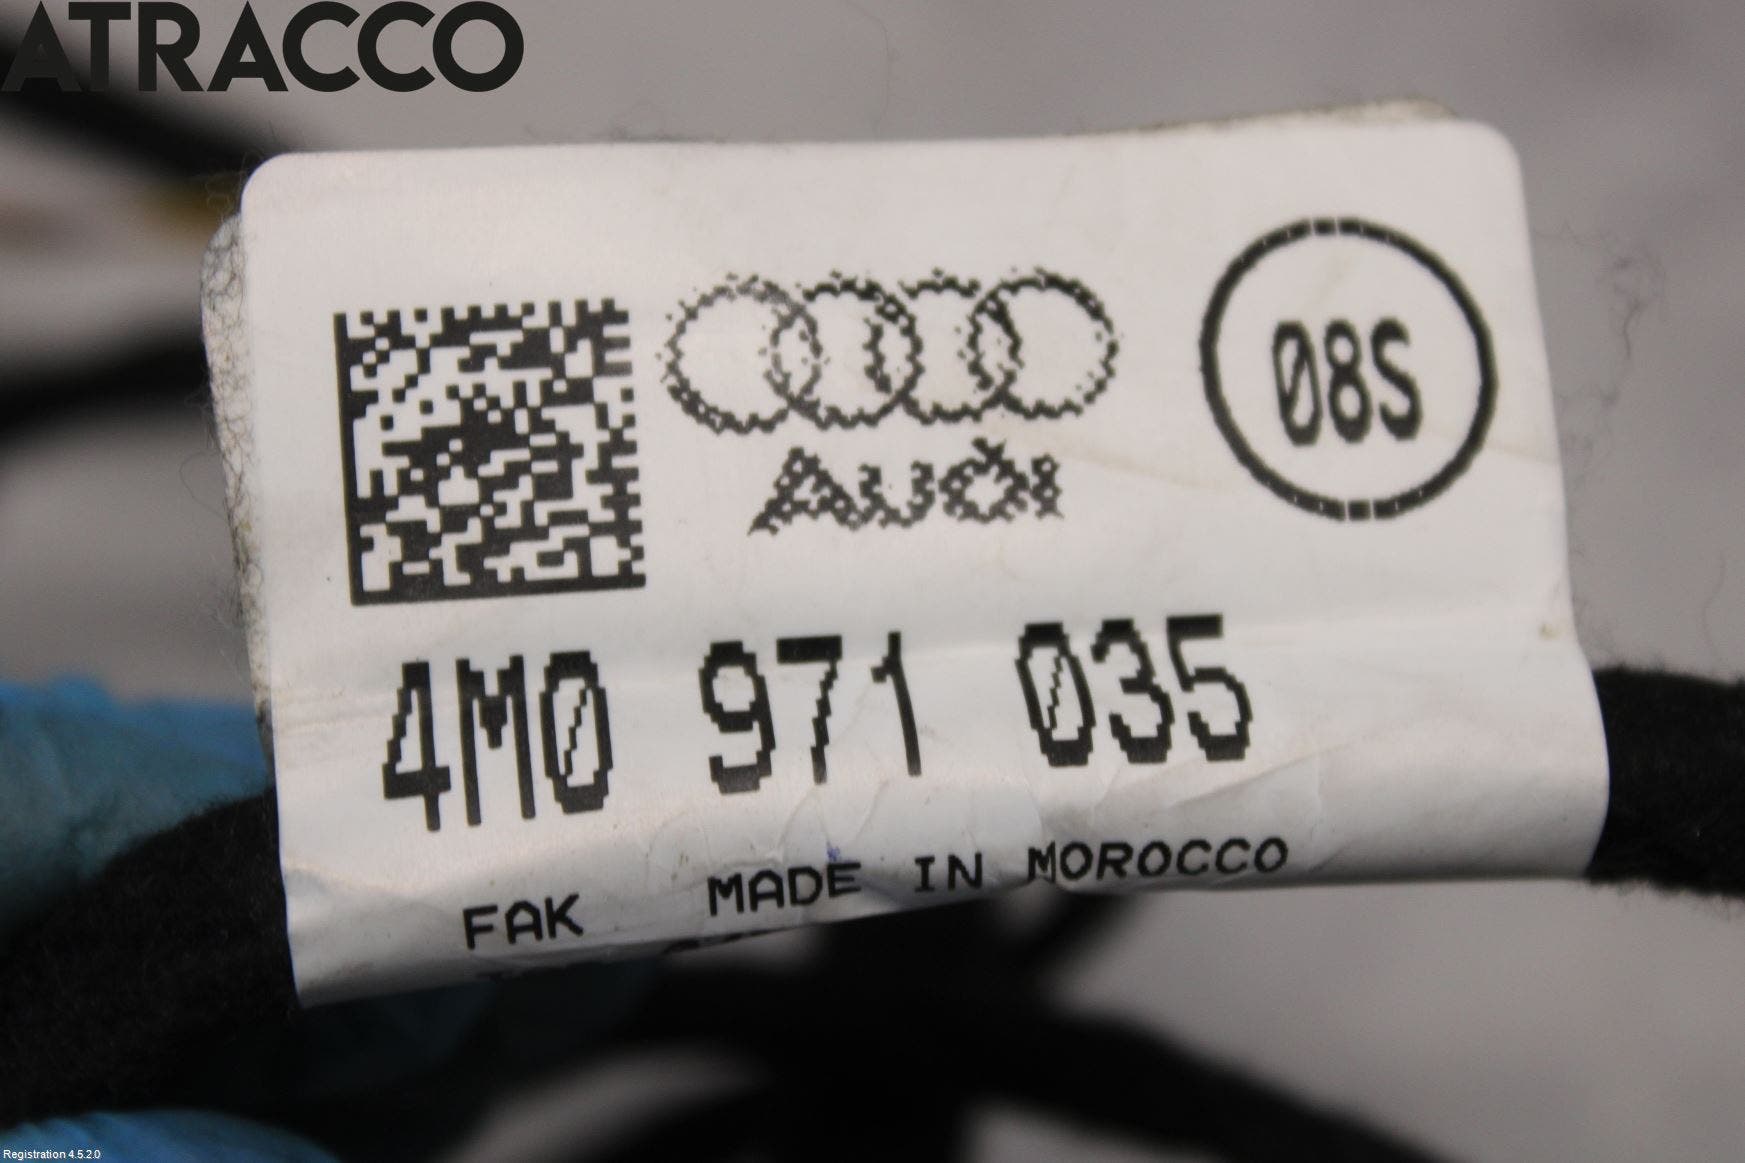 ATRACCO
08S
Audi
4M0 971 035
FAK MADE IN MOROCCO
Registration 4.5.2.0